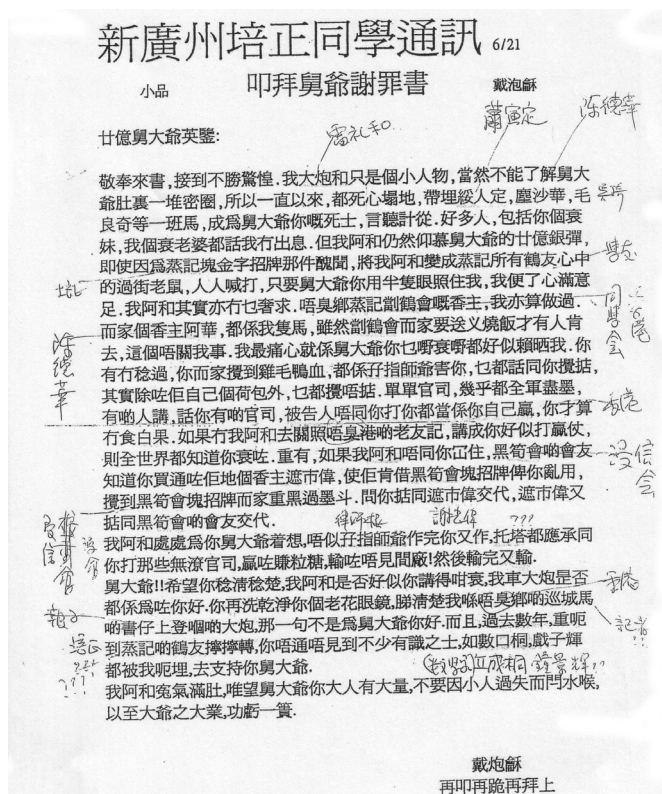 新廣州培正同學通訊 6/21
小品 叩拜舅爺謝罪書 戴泡龢
蕭寅定
雷礼和
廿億舅大爺英鑒:
敬奉來書,接到不勝驚惶.我大炮和只是個小人物,當然不能了解舅大
爺肚裏一堆密圈,所以一直以來,都死心塌地,帶埋綏人定,塵沙華,毛
良奇等一班馬,成爲舅大爺你嘅死士,言聽計從.好多人,包括你個衰
妹,我個衰老婆都話我冇出息.但我阿和仍然仰慕舅大爺的廿億銀彈,
即使因爲蒸記塊金字招牌那件醜聞,將我阿和變成蒸記所有鶴友心中
的過街老鼠,人人喊打,只要舅大爺你用半隻眼照住我,我便了心滿意
足.我阿和其實亦冇乜奢求.唔臭鄉蒸記劏鶴會嘅香主,我亦算做過.
而家個香主阿華,都係我隻馬,雖然劏鶴會而家要送义燒飯才有人肯
去,這個唔關我事.我最痛心就係舅大爺你乜嘢衰嘢都好似賴晒我.你
有冇稔過,你而家攪到雞毛鴨血,都係孖指師爺害你,乜都話同你攪掂,
其實除咗佢自己個荷包外,乜都攪唔掂.單單官司,幾乎都全軍盡墨,
有啲人講,話你有啲官司,被告人唔同你打你都當係你自己贏,你才算
冇食白果.如果冇我阿和去關照唔臭港啲老友記,講成你好似打贏仗,
則全世界都知道你衰咗.重有,如果我阿和唔同你冚住,黑筍會啲會友
知道你買通咗佢地個香主遮巿偉,使佢肯借黑筍會塊招牌俾你亂用,
攪到黑筍會塊招牌而家重黑過墨斗.問你掂同遮巿偉交代,遮巿偉又
掂同黑筍會啲會友交代.
律師樓 ???
我阿和處處爲你舅大爺着想,唔似孖指師爺作完你又作,托塔都應承同
你打那些無潦官司,贏咗賺粒糖,輸咗唔見間廠!然後輸完又輸.
舅大爺!!希望你稔清稔楚,我阿和是否好似你講得咁衰,我車大炮是否
都係爲咗你好.你再洗乾淨你個老花眼鏡,睇清楚我喺唔臭鄉的巡城馬
啲書仔上登嗰啲大炮,那一句不是爲舅大爺你好.而且,過去數年,重呃
到蒸記啲鶴友擰擰轉,你唔通唔見到不少有識之士,如數口桐,戲子輝
都被我呃埋,去支持你舅大爺.
鍾景輝??
我阿和冤氣滿肚,唯望舅大爺你大人有大量,不要因小人過失而閂水喉,
以至大爺之大業,功虧一簣.
戴炮龢
再叩再跪再拜上